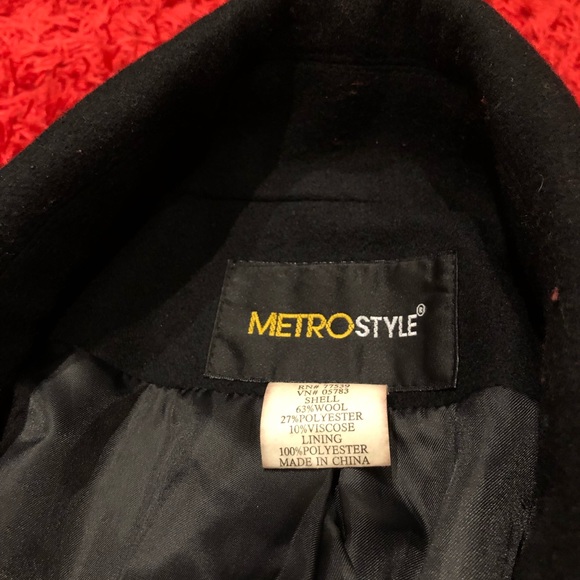 METROSTYLE®
RN# 77539
VN# 05783
SHELL
63%WOOL
27%POLYESTER
10%VISCOSE
LINING
100%POLYESTER
MADE IN CHINA